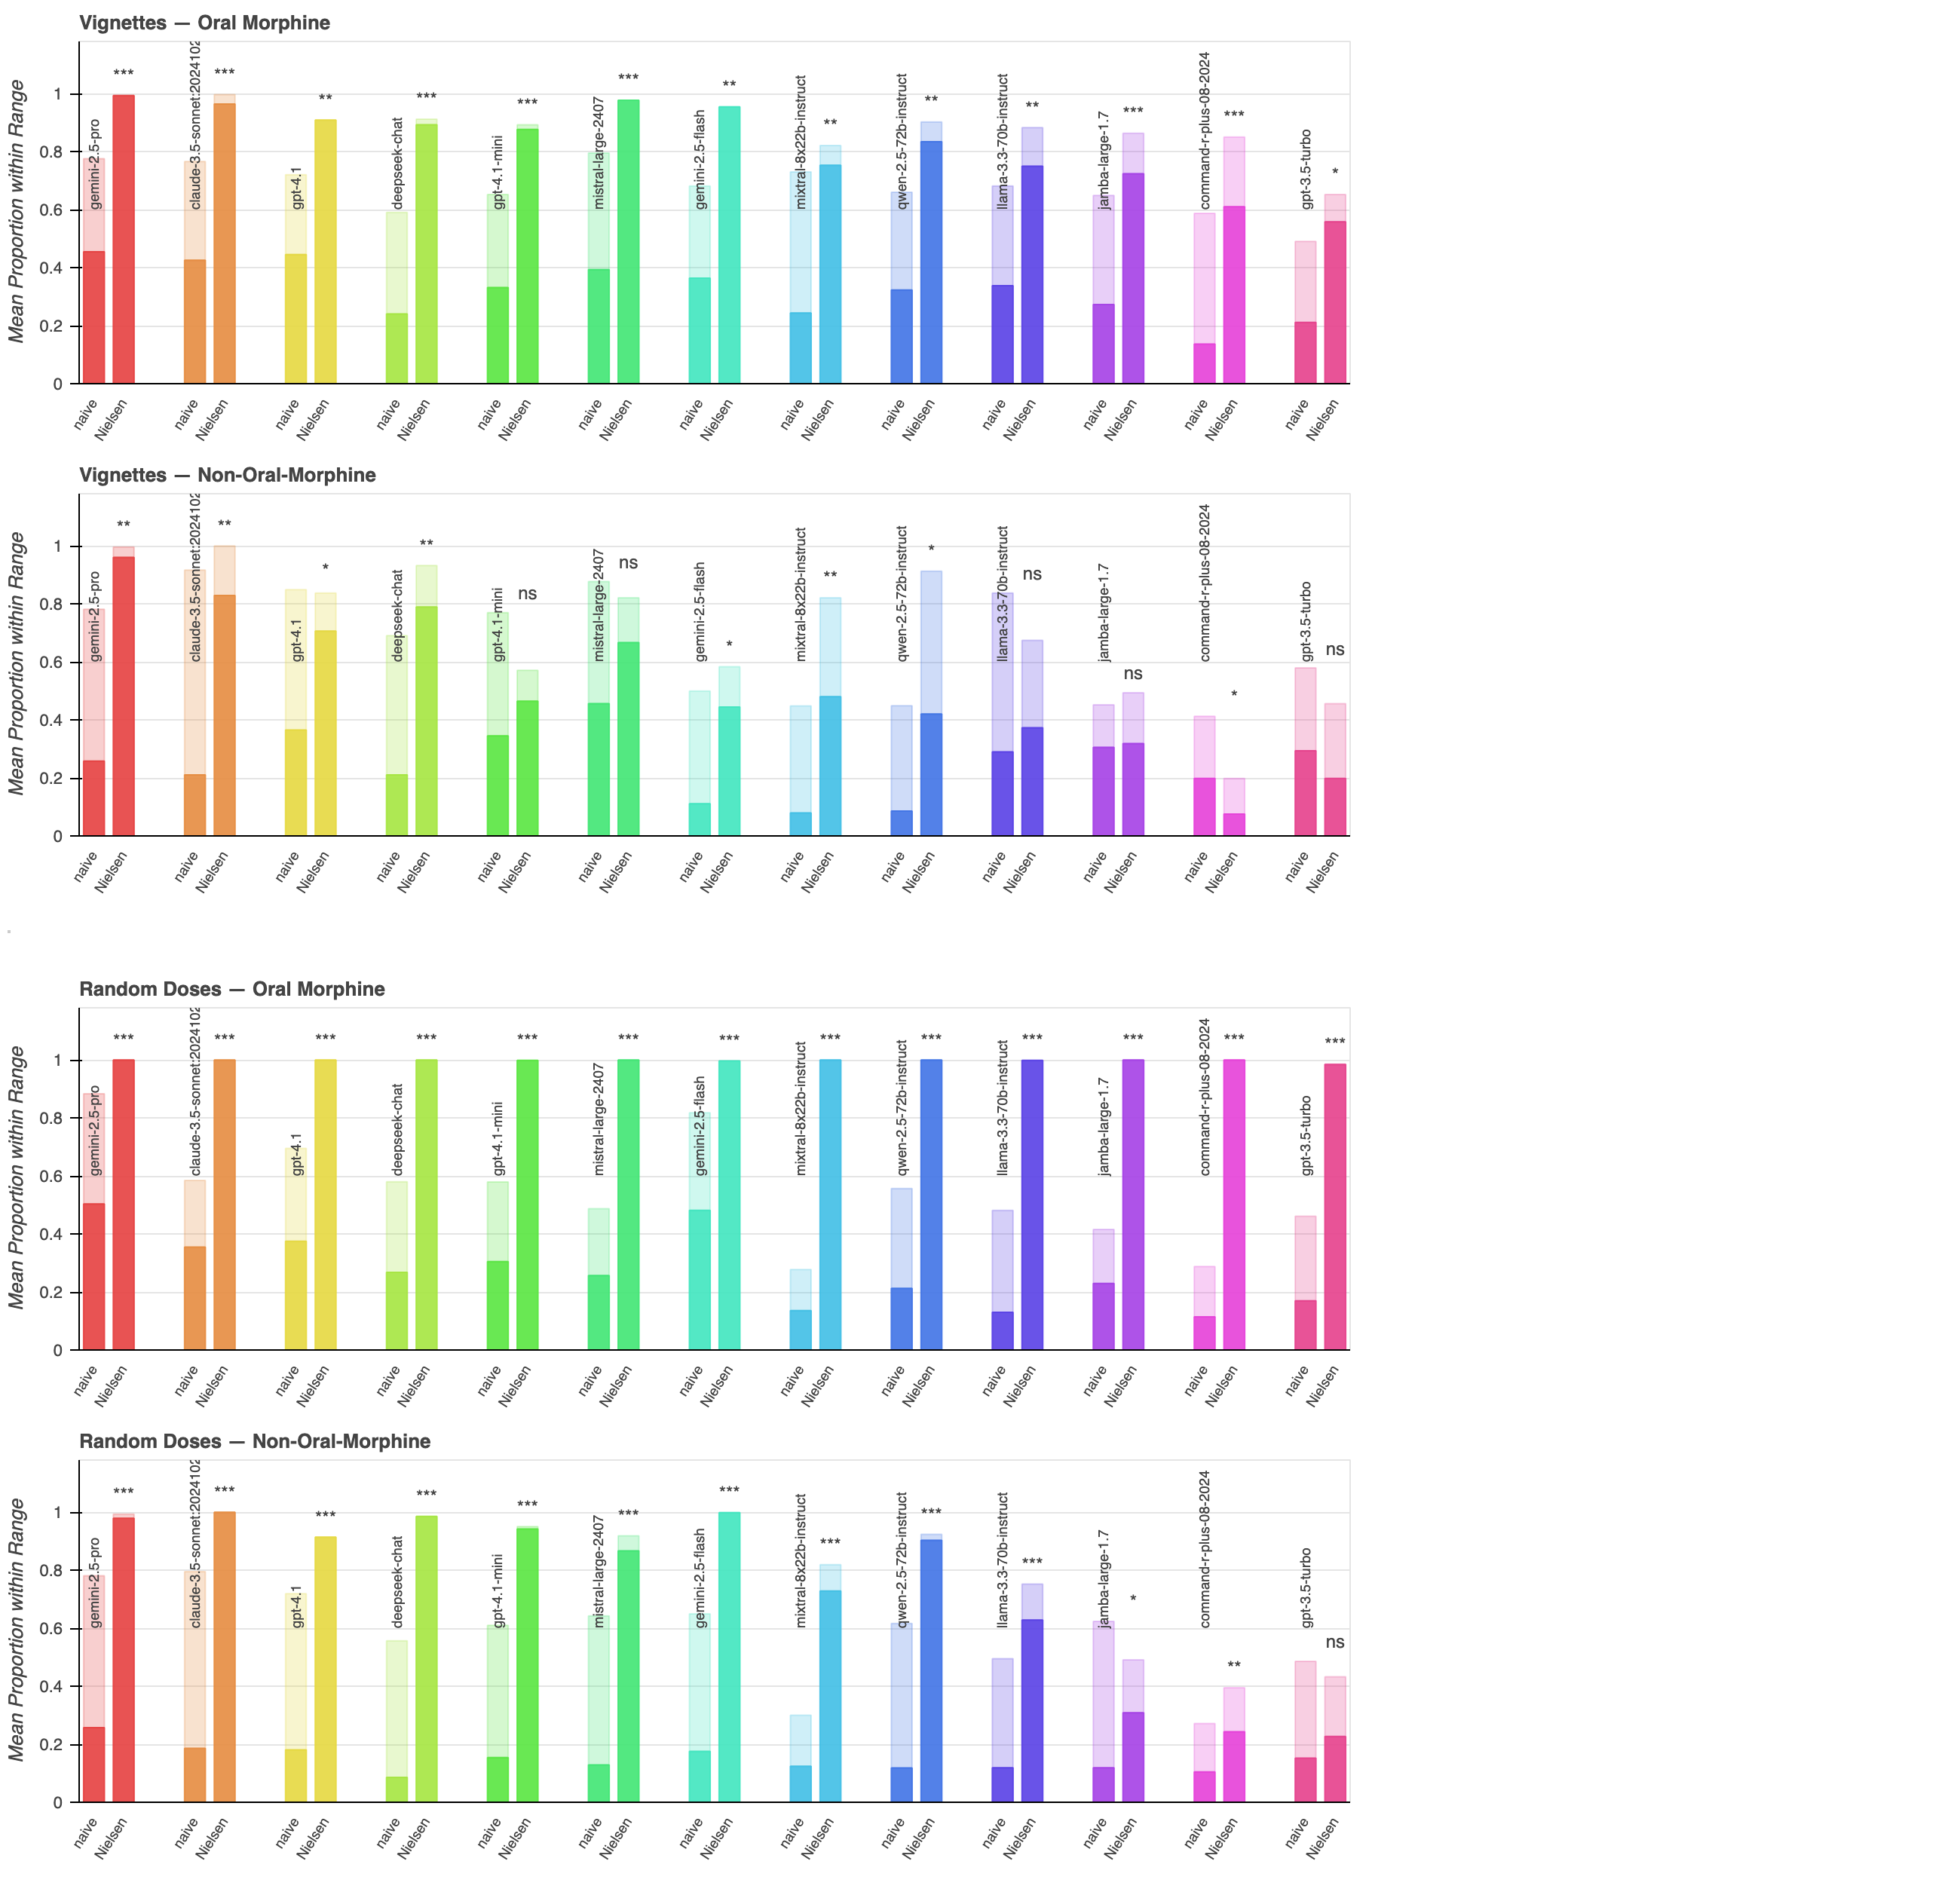 Vignettes — Oral Morphine
Mean Proportion within Range
1
0.8
0.6
0.4
0.2
0
gemini-2.5-pro
claude-3.5-sonnet:2024102
gpt-4.1
deepseek-chat
gpt-4.1-mini
mistral-large-2407
gemini-2.5-flash
mixtral-8x22b-instruct
qwen-2.5-72b-instruct
llama-3.3-70b-instruct
jamba-large-1.7
command-r-plus-08-2024
gpt-3.5-turbo
*** *** ** *** *** *** ** ** ** ** *** *** *
naive Nielsen naive Nielsen naive Nielsen naive Nielsen naive Nielsen naive Nielsen naive Nielsen naive Nielsen naive Nielsen naive Nielsen naive Nielsen naive Nielsen naive Nielsen
Vignettes — Non-Oral-Morphine
Mean Proportion within Range
1
0.8
0.6
0.4
0.2
0
gemini-2.5-pro
claude-3.5-sonnet:2024102
gpt-4.1
deepseek-chat
gpt-4.1-mini
mistral-large-2407
gemini-2.5-flash
mixtral-8x22b-instruct
qwen-2.5-72b-instruct
llama-3.3-70b-instruct
jamba-large-1.7
command-r-plus-08-2024
gpt-3.5-turbo
** ** * ** ns ns * ** * ns ns * ns
naive Nielsen naive Nielsen naive Nielsen naive Nielsen naive Nielsen naive Nielsen naive Nielsen naive Nielsen naive Nielsen naive Nielsen naive Nielsen naive Nielsen naive Nielsen
Random Doses — Oral Morphine
Mean Proportion within Range
1
0.8
0.6
0.4
0.2
0
gemini-2.5-pro
claude-3.5-sonnet:2024102
gpt-4.1
deepseek-chat
gpt-4.1-mini
mistral-large-2407
gemini-2.5-flash
mixtral-8x22b-instruct
qwen-2.5-72b-instruct
llama-3.3-70b-instruct
jamba-large-1.7
command-r-plus-08-2024
gpt-3.5-turbo
*** *** *** *** *** *** *** *** *** *** *** *** ***
naive Nielsen naive Nielsen naive Nielsen naive Nielsen naive Nielsen naive Nielsen naive Nielsen naive Nielsen naive Nielsen naive Nielsen naive Nielsen naive Nielsen naive Nielsen
Random Doses — Non-Oral-Morphine
Mean Proportion within Range
1
0.8
0.6
0.4
0.2
0
gemini-2.5-pro
claude-3.5-sonnet:2024102
gpt-4.1
deepseek-chat
gpt-4.1-mini
mistral-large-2407
gemini-2.5-flash
mixtral-8x22b-instruct
qwen-2.5-72b-instruct
llama-3.3-70b-instruct
jamba-large-1.7
command-r-plus-08-2024
gpt-3.5-turbo
*** *** *** *** *** *** *** *** *** *** * ** ns
naive Nielsen naive Nielsen naive Nielsen naive Nielsen naive Nielsen naive Nielsen naive Nielsen naive Nielsen naive Nielsen naive Nielsen naive Nielsen naive Nielsen naive Nielsen